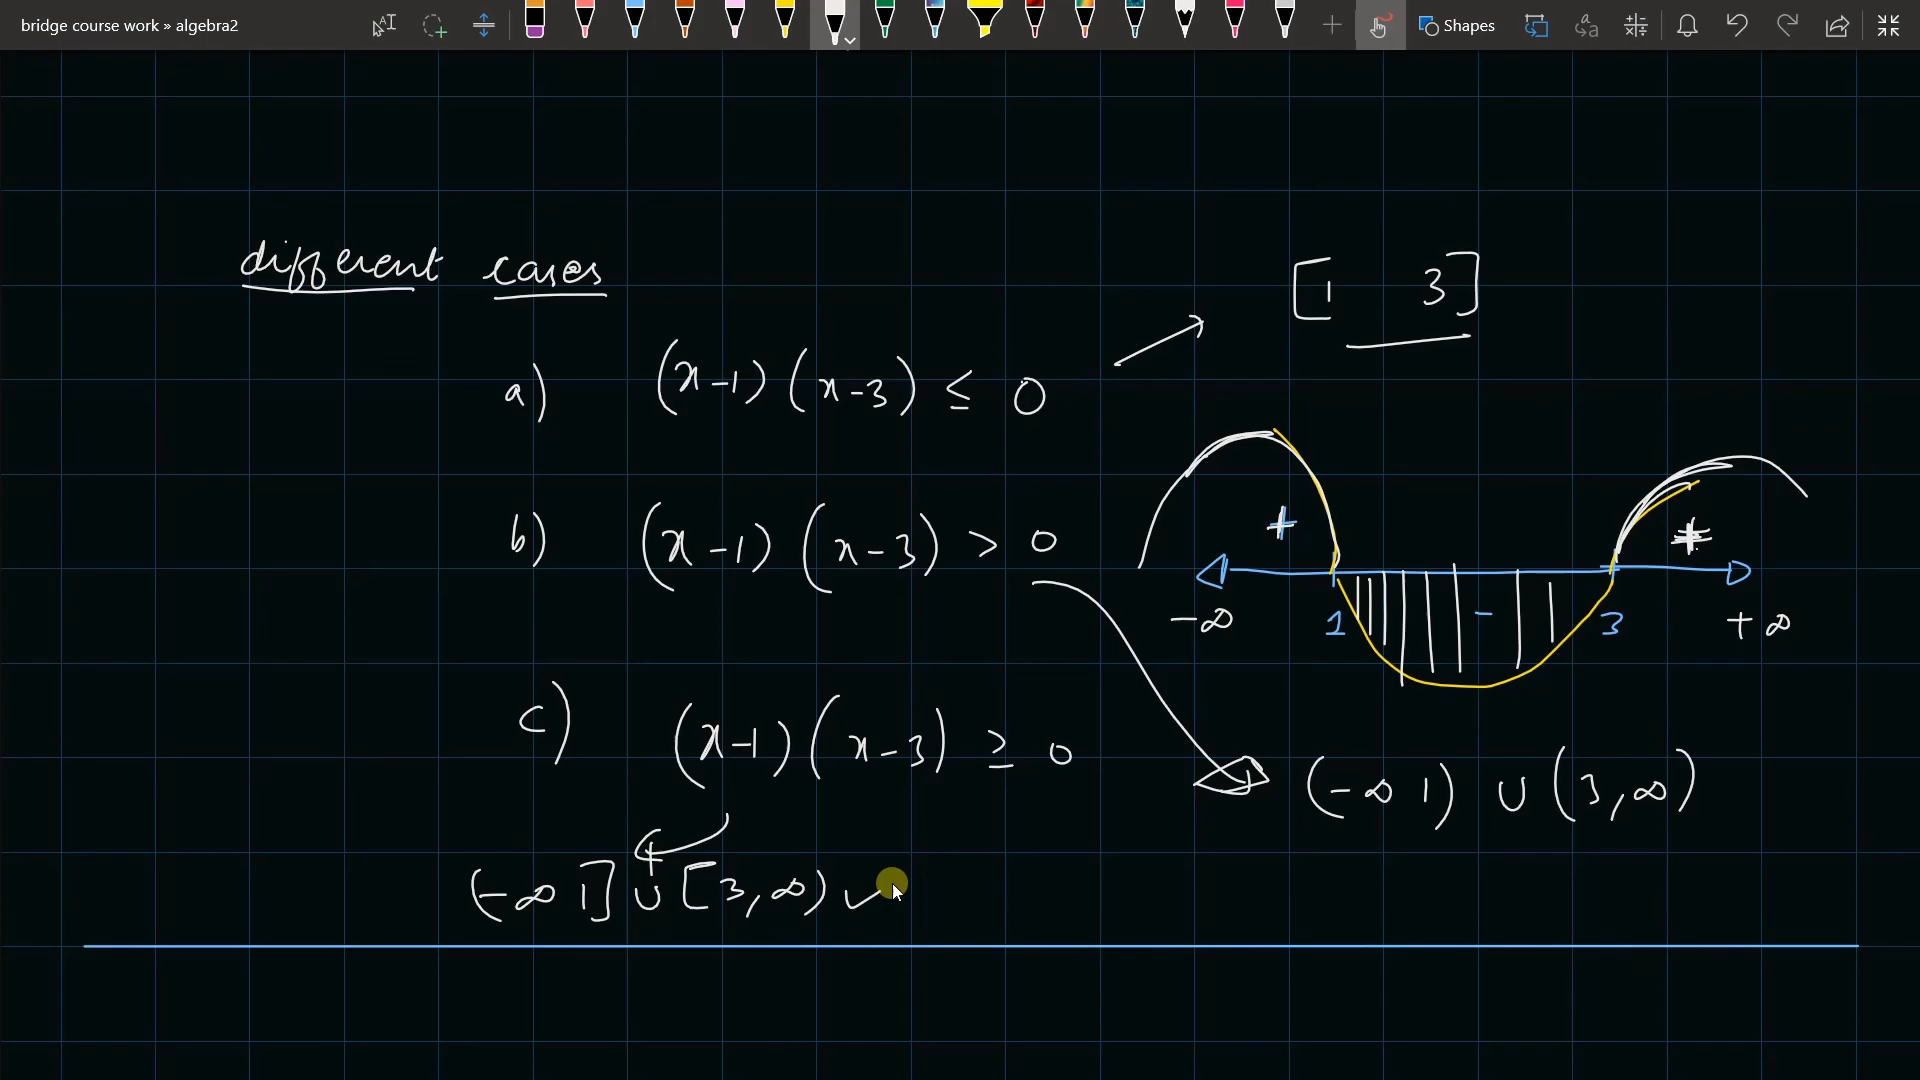 bridge course work » algebra2
Shapes
different cases
[1 3]
a) (x-1)(x-3) ≤ 0
b) (x-1)(x-3) > 0
+
-∞ 1 - 3 +∞
c) (x-1)(x-3) ≥ 0
(-∞ 1) ∪ (3,∞)
(-∞ 1] ∪ [3,∞) ✓